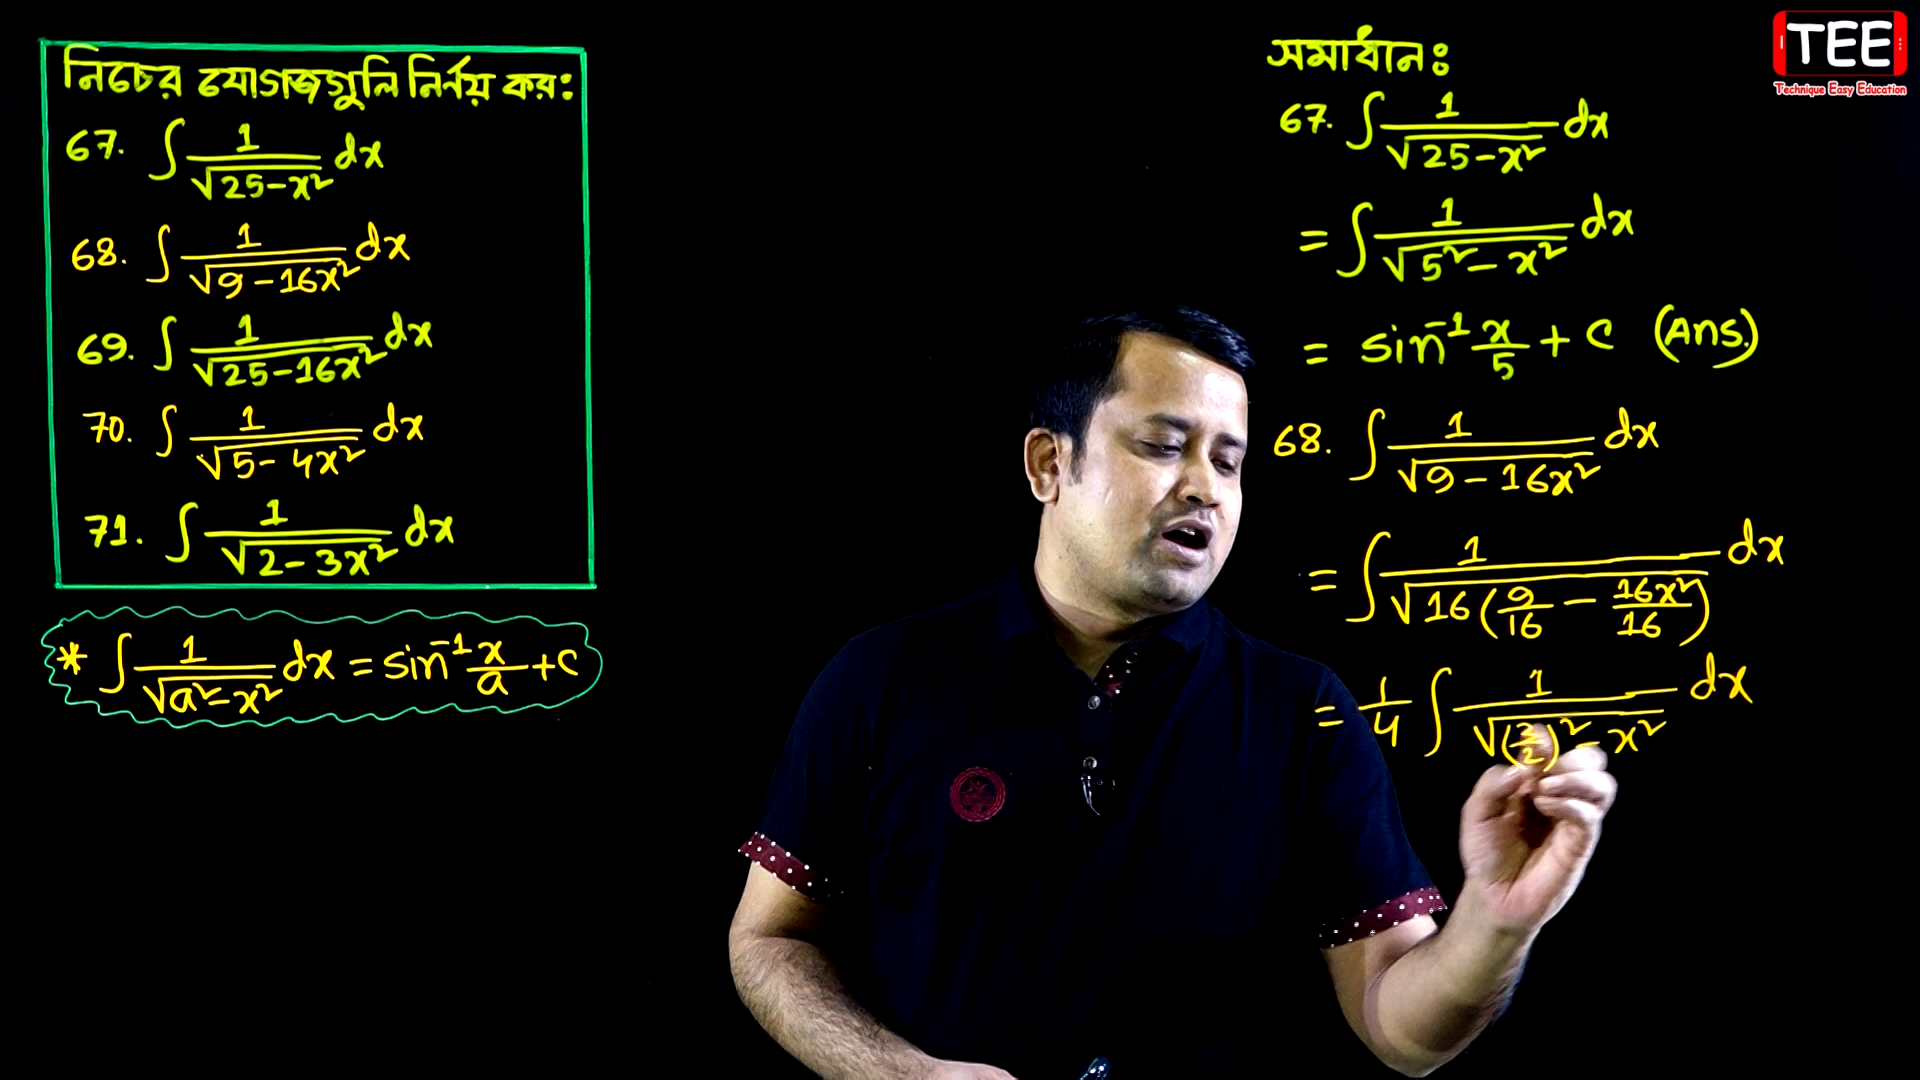 নিচের যোগজগুলি নির্নয় কর:
67. ∫ 1/√25-x² dx
68. ∫ 1/√9-16x² dx
69. ∫ 1/√25-16x² dx
70. ∫ 1/√5-4x² dx
71. ∫ 1/√2-3x² dx
* ∫ 1/√a²-x² dx = sin⁻¹ x/a + c
সমাধান:
67. ∫ 1/√25-x² dx
= ∫ 1/√5²-x² dx
= sin⁻¹ x/5 + c (Ans.)
68. ∫ 1/√9-16x² dx
= ∫ 1/√16(9/16 - 16x²/16) dx
= 1/4 ∫ 1/√(3/2)²-x² dx
TEE
Technique Easy Education